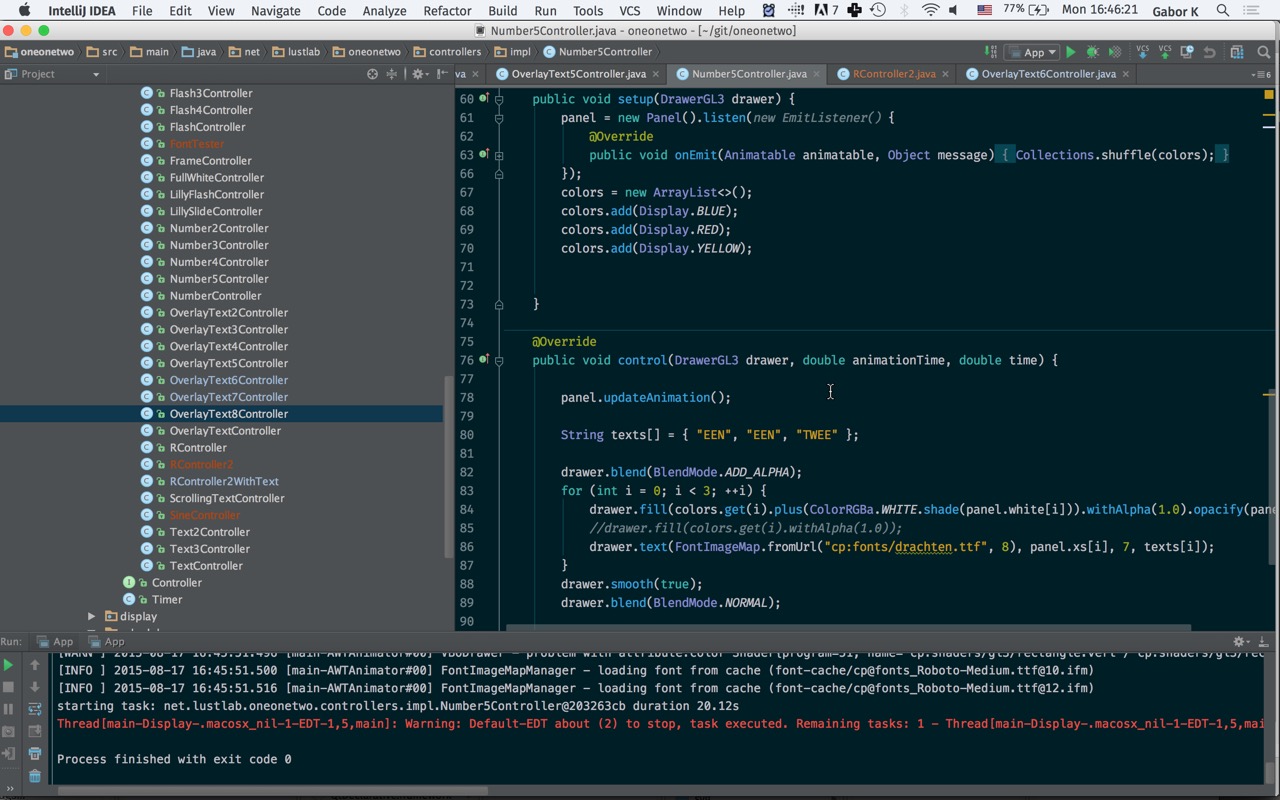 IntelliJ IDEA File Edit View Navigate Code Analyze Refactor Build Run Tools VCS Window Help 7 77% Mon 16:46:21 Gabor K
Number5Controller.java - oneonetwo - [~/git/oneonetwo]
oneonetwo src main java net lustlab oneonetwo controllers impl Number5Controller App
Project
va OverlayText5Controller.java Number5Controller.java RController2.java OverlayText6Controller.java 6
Flash3Controller
Flash4Controller
FlashController
FontTester
FrameController
FullWhiteController
LillyFlashController
LillySlideController
Number2Controller
Number3Controller
Number4Controller
Number5Controller
NumberController
OverlayText2Controller
OverlayText3Controller
OverlayText4Controller
OverlayText5Controller
OverlayText6Controller
OverlayText7Controller
OverlayText8Controller
OverlayTextController
RController
RController2
RController2WithText
ScrollingTextController
SineController
Text2Controller
Text3Controller
TextController
Controller
Timer
display
60 public void setup(DrawerGL3 drawer) {
61 panel = new Panel().listen(new EmitListener() {
62 @Override
63 public void onEmit(Animatable animatable, Object message) { Collections.shuffle(colors); }
66 });
67 colors = new ArrayList<>();
68 colors.add(Display.BLUE);
69 colors.add(Display.RED);
70 colors.add(Display.YELLOW);
71
72
73 }
74
75 @Override
76 public void control(DrawerGL3 drawer, double animationTime, double time) {
77
78 panel.updateAnimation();
79
80 String texts[] = { "EEN", "EEN", "TWEE" };
81
82 drawer.blend(BlendMode.ADD_ALPHA);
83 for (int i = 0; i < 3; ++i) {
84 drawer.fill(colors.get(i).plus(ColorRGBa.WHITE.shade(panel.white[i])).withAlpha(1.0).opacify(pane
85 //drawer.fill(colors.get(i).withAlpha(1.0));
86 drawer.text(FontImageMap.fromUrl("cp:fonts/drachten.ttf", 8), panel.xs[i], 7, texts[i]);
87 }
88 drawer.smooth(true);
89 drawer.blend(BlendMode.NORMAL);
90
Run: App App
[INFO ] 2015-08-17 16:45:51.500 [main-AWTAnimator#00] FontImageMapManager - loading font from cache (font-cache/cp@fonts_Roboto-Medium.ttf@10.ifm)
[INFO ] 2015-08-17 16:45:51.516 [main-AWTAnimator#00] FontImageMapManager - loading font from cache (font-cache/cp@fonts_Roboto-Medium.ttf@12.ifm)
starting task: net.lustlab.oneonetwo.controllers.impl.Number5Controller@203263cb duration 20.12s
Thread[main-Display-.macosx_nil-1-EDT-1,5,main]: Warning: Default-EDT about (2) to stop, task executed. Remaining tasks: 1 - Thread[main-Display-.macosx_nil-1-EDT-1,5,mai
Process finished with exit code 0